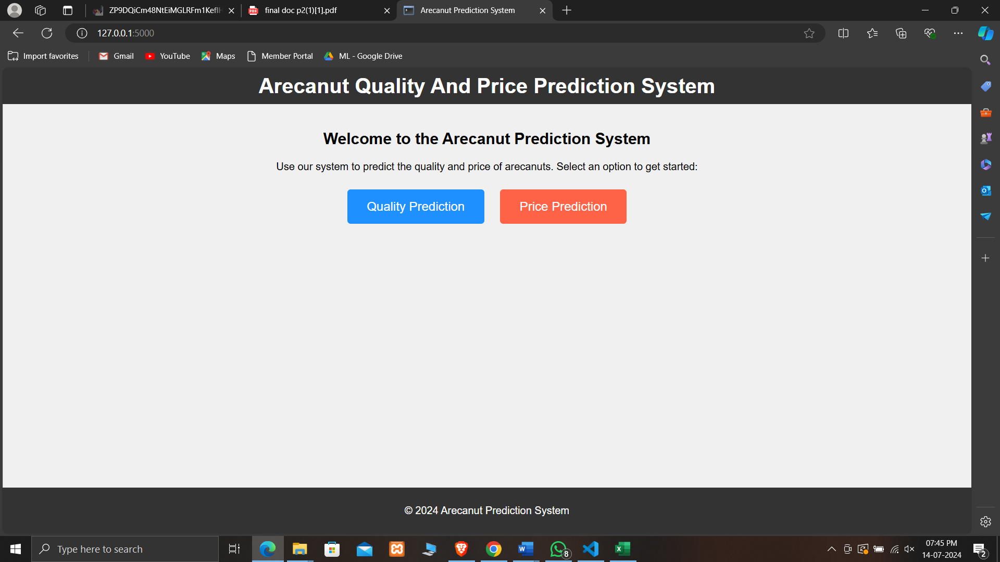 ZP9DQiCm48NtEiMGLRFm1KefI
final doc p2(1)[1].pdf
Arecanut Prediction System
127.0.0.1:5000
Import favorites
Gmail
YouTube
Maps
Member Portal
ML - Google Drive
Arecanut Quality And Price Prediction System
Welcome to the Arecanut Prediction System
Use our system to predict the quality and price of arecanuts. Select an option to get started:
Quality Prediction
Price Prediction
© 2024 Arecanut Prediction System
Type here to search
8
07:45 PM
14-07-2024
2